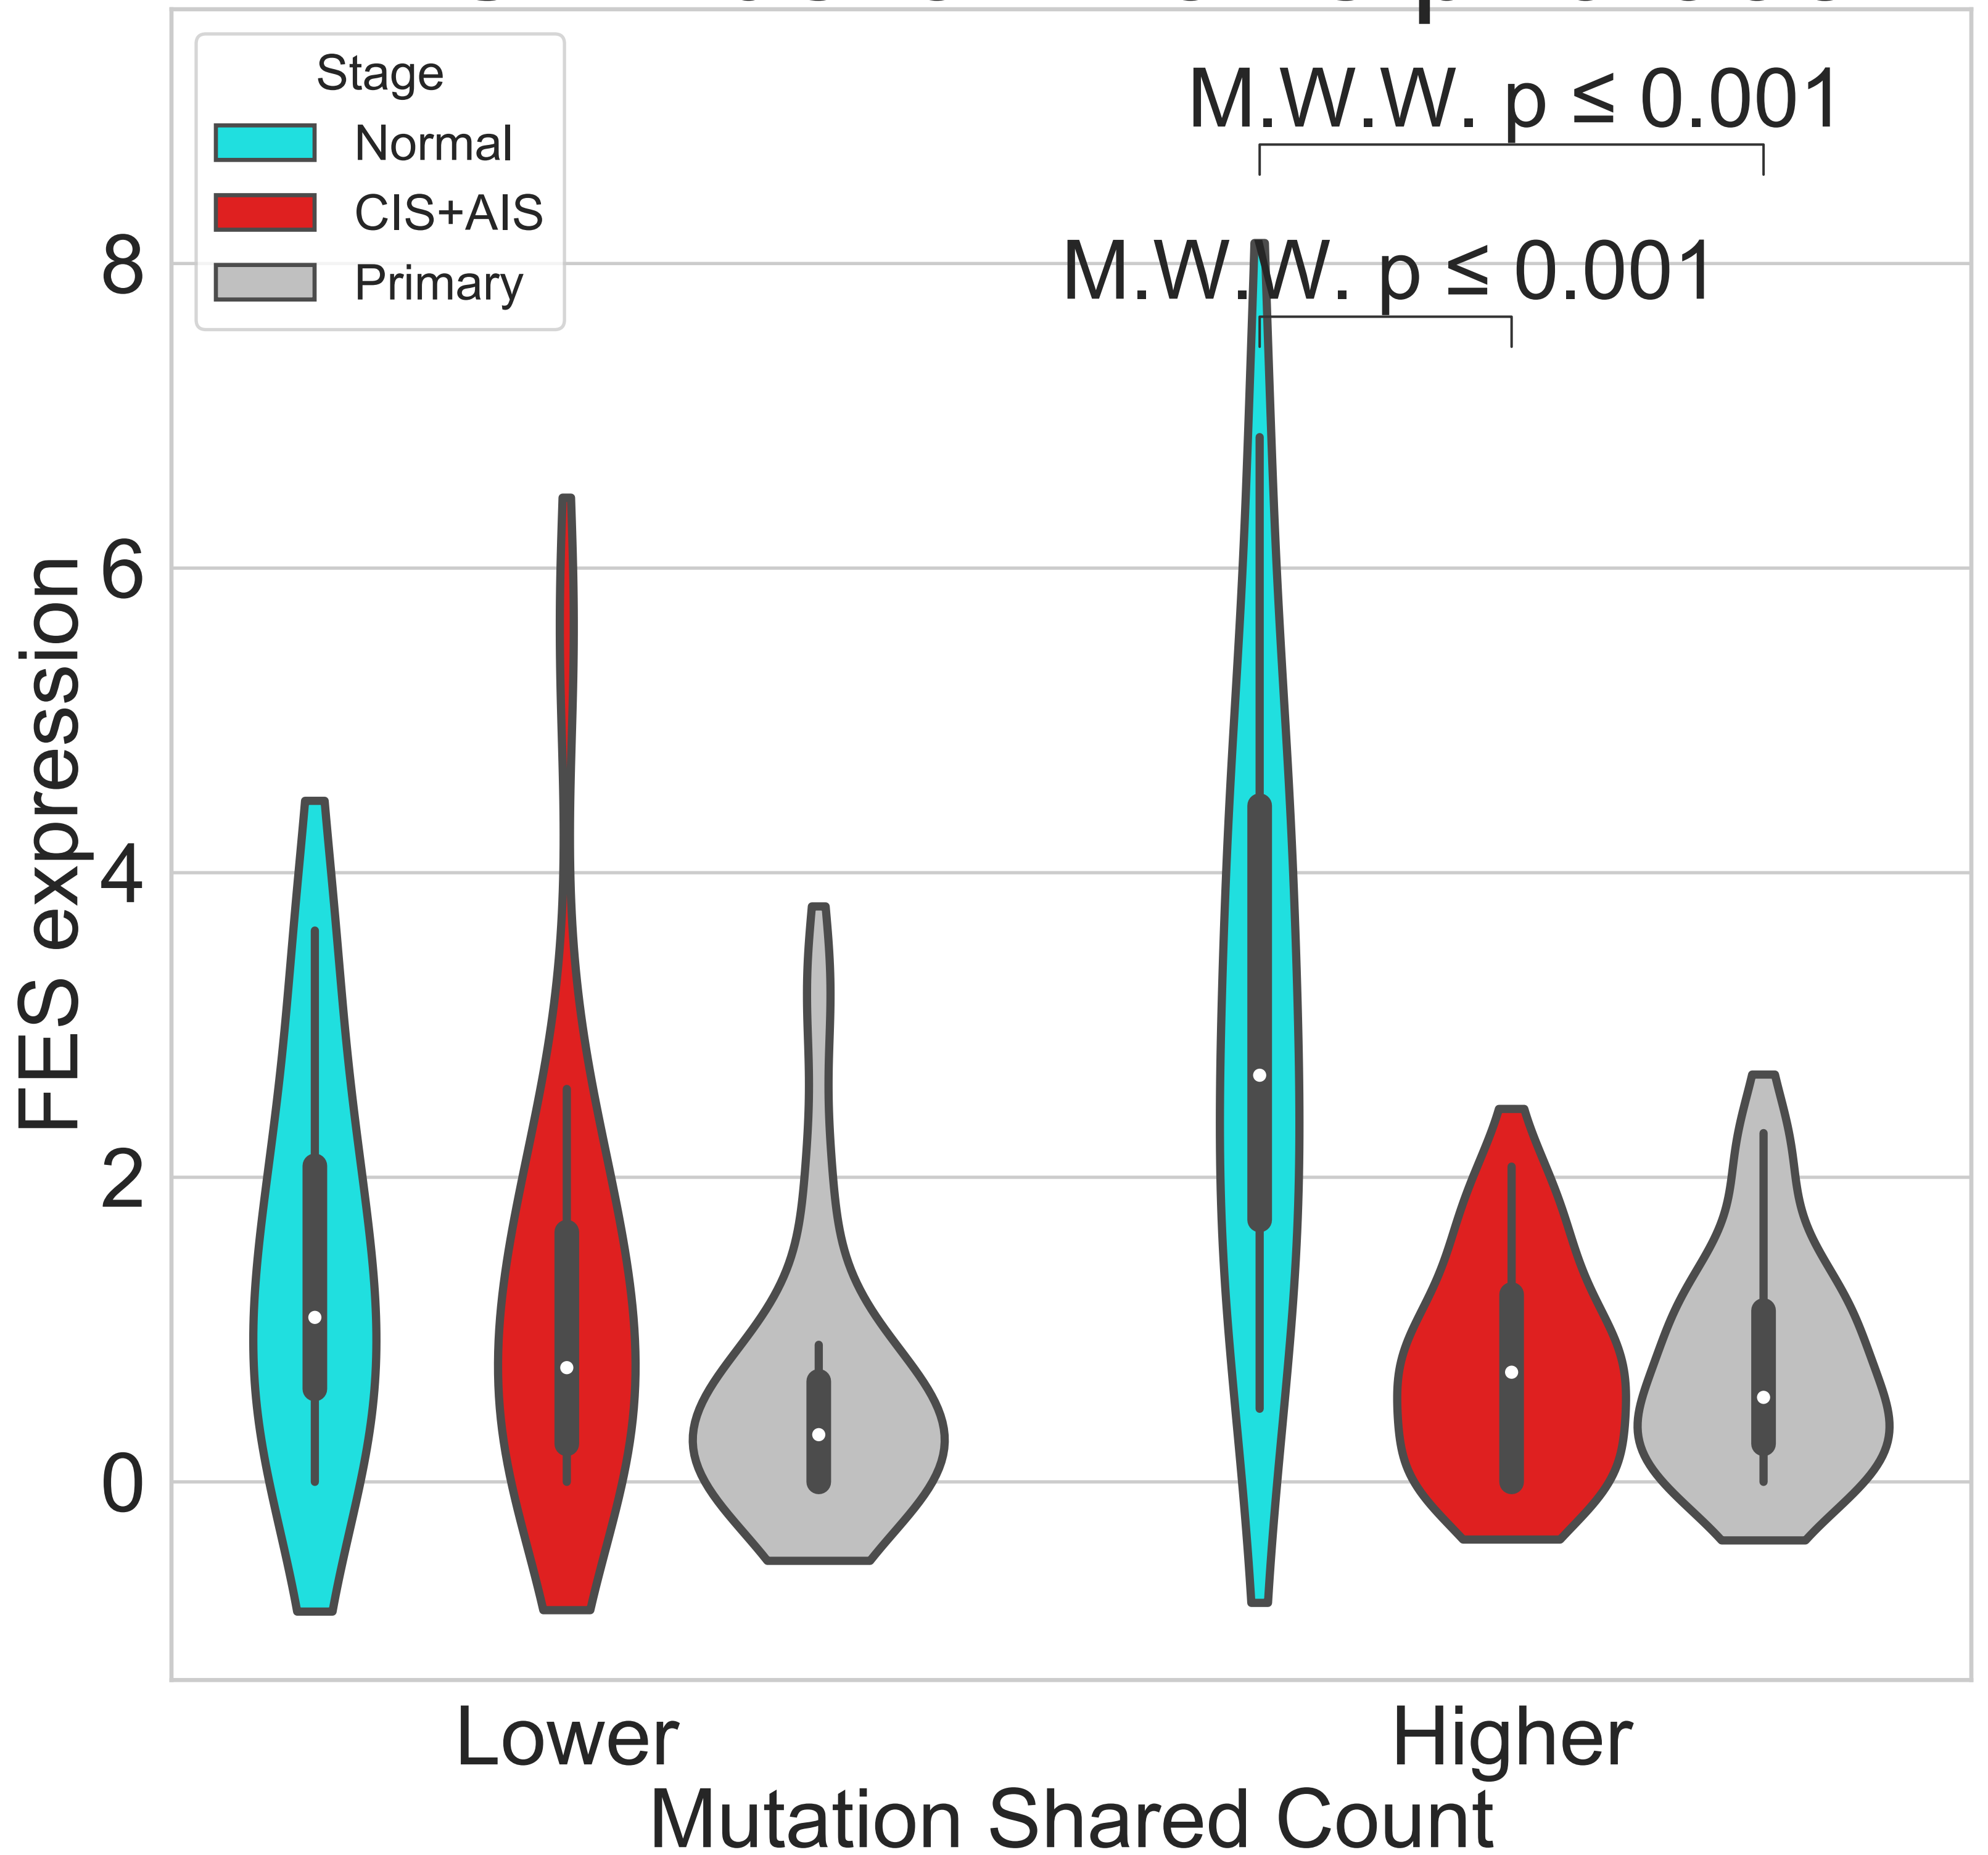 Stage
Normal
CIS+AIS
Primary
M.W.W. p ≤ 0.001
M.W.W. p ≤ 0.001
8
6
4
2
0
FES expression
Lower
Higher
Mutation Shared Count